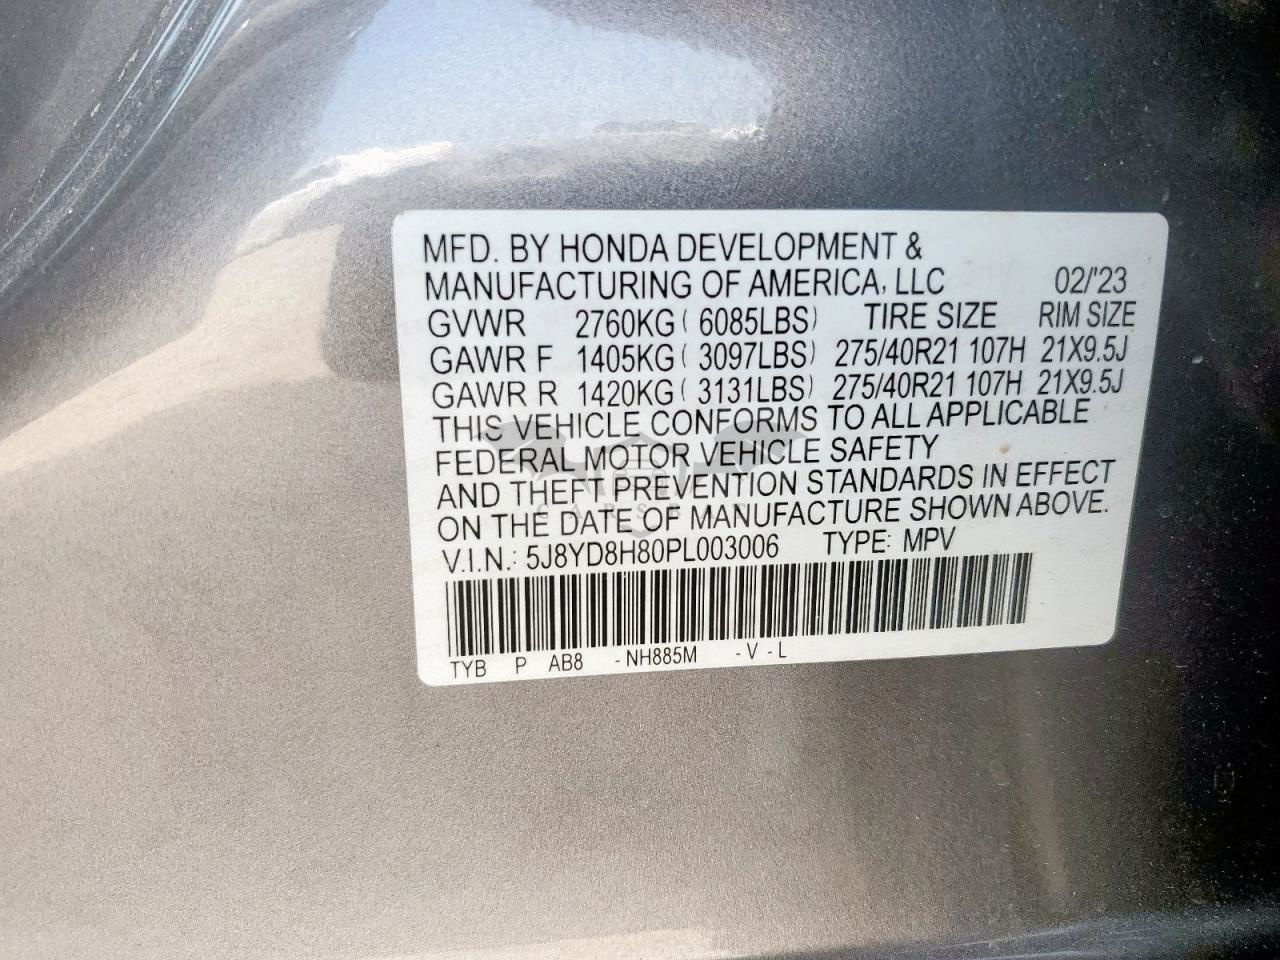 MFD. BY HONDA DEVELOPMENT &
MANUFACTURING OF AMERICA, LLC 02/'23
GVWR 2760KG ( 6085LBS) TIRE SIZE RIM SIZE
GAWR F 1405KG ( 3097LBS) 275/40R21 107H 21X9.5J
GAWR R 1420KG ( 3131LBS) 275/40R21 107H 21X9.5J
THIS VEHICLE CONFORMS TO ALL APPLICABLE
FEDERAL MOTOR VEHICLE SAFETY
AND THEFT PREVENTION STANDARDS IN EFFECT
ON THE DATE OF MANUFACTURE SHOWN ABOVE.
V.I.N.: 5J8YD8H80PL003006 TYPE: MPV
TYB P AB8 - NH885M - V - L